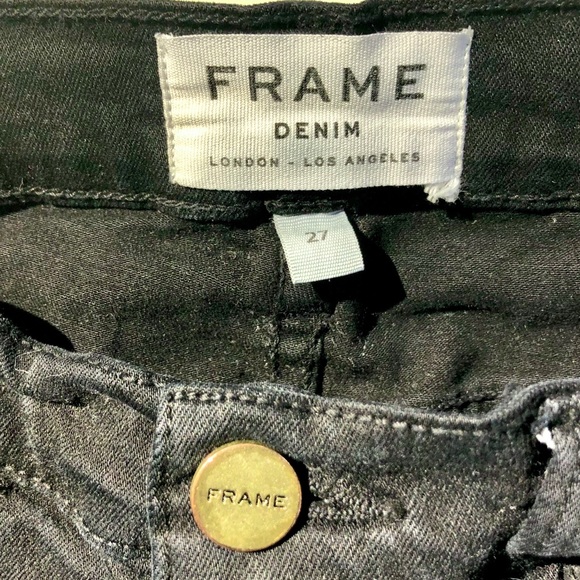 FRAME
DENIM
LONDON - LOS ANGELES
27
FRAME